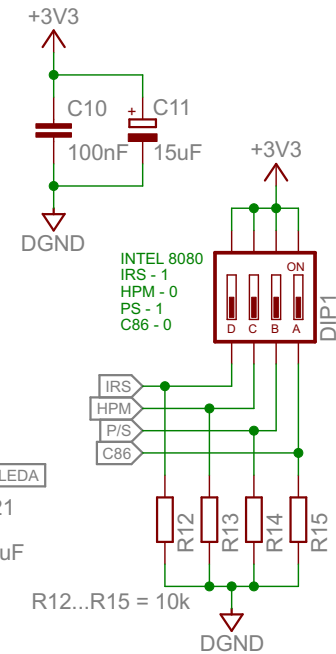 +3V3
C10
C11
+
100nF
15uF
DGND
+3V3
INTEL 8080
IRS - 1
HPM - 0
PS - 1
C86 - 0
ON
D C B A
DIP1
IRS
HPM
P/S
C86
LEDA
21
uF
R12
R13
R14
R15
R12...R15 = 10k
DGND